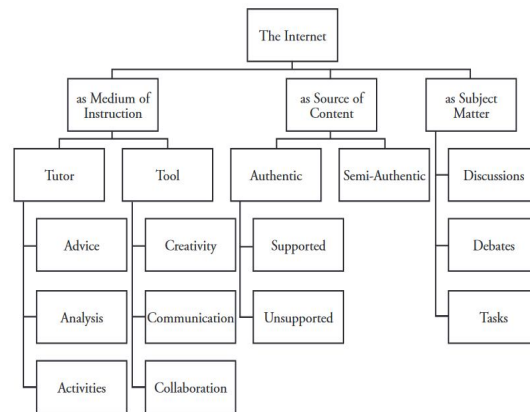 The Internet
as Medium of
Instruction
as Source of
Content
as Subject
Matter
Tutor
Tool
Authentic
Semi-Authentic
Discussions
Advice
Creativity
Supported
Debates
Analysis
Communication
Unsupported
Tasks
Activities
Collaboration